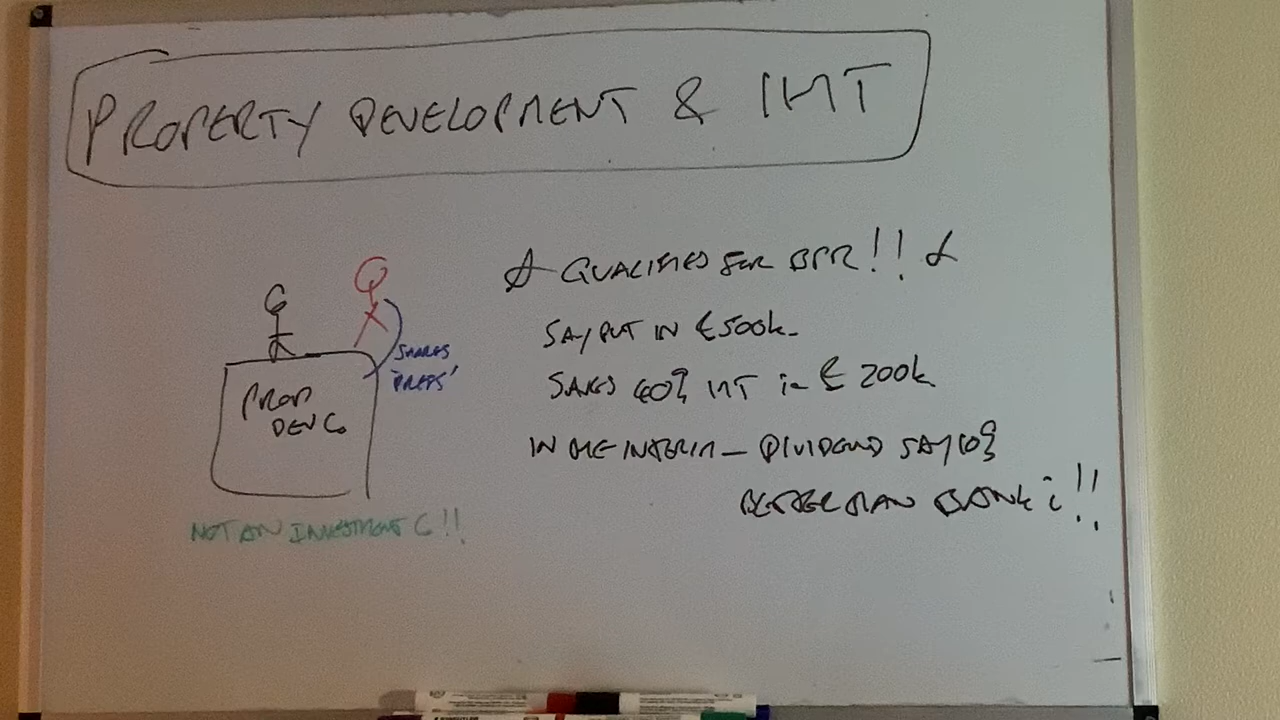 PROPERTY DEVELOPMENT & IHT
QUALIFIES FOR BPR!!
SAY PUT IN £500k
SHARES
'PREFS'
SAVES 40% IHT ie £200k
PROP
DEV Co
IN THE INTERIM - DIVIDEND SAY 10%
BETTER THAN BANK i!!
NOT AN INVESTMENT C!!